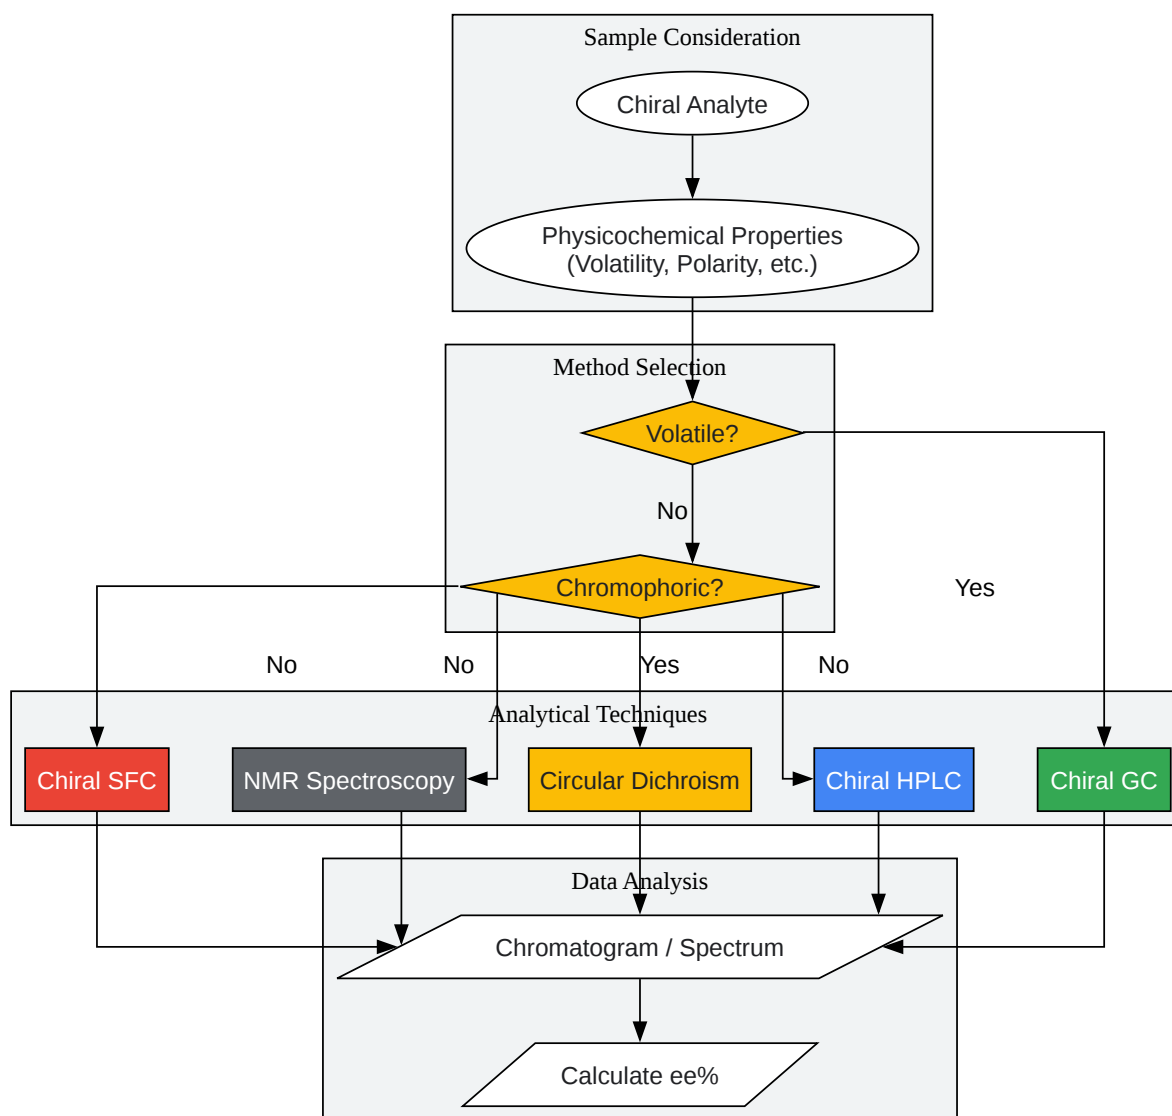 Sample Consideration
Chiral Analyte
Physicochemical Properties
(Volatility, Polarity, etc.)
Method Selection
Volatile?
No
Chromophoric?
Yes
No
No
Yes
No
Analytical Techniques
Chiral SFC
NMR Spectroscopy
Circular Dichroism
Chiral HPLC
Chiral GC
Data Analysis
Chromatogram / Spectrum
Calculate ee%